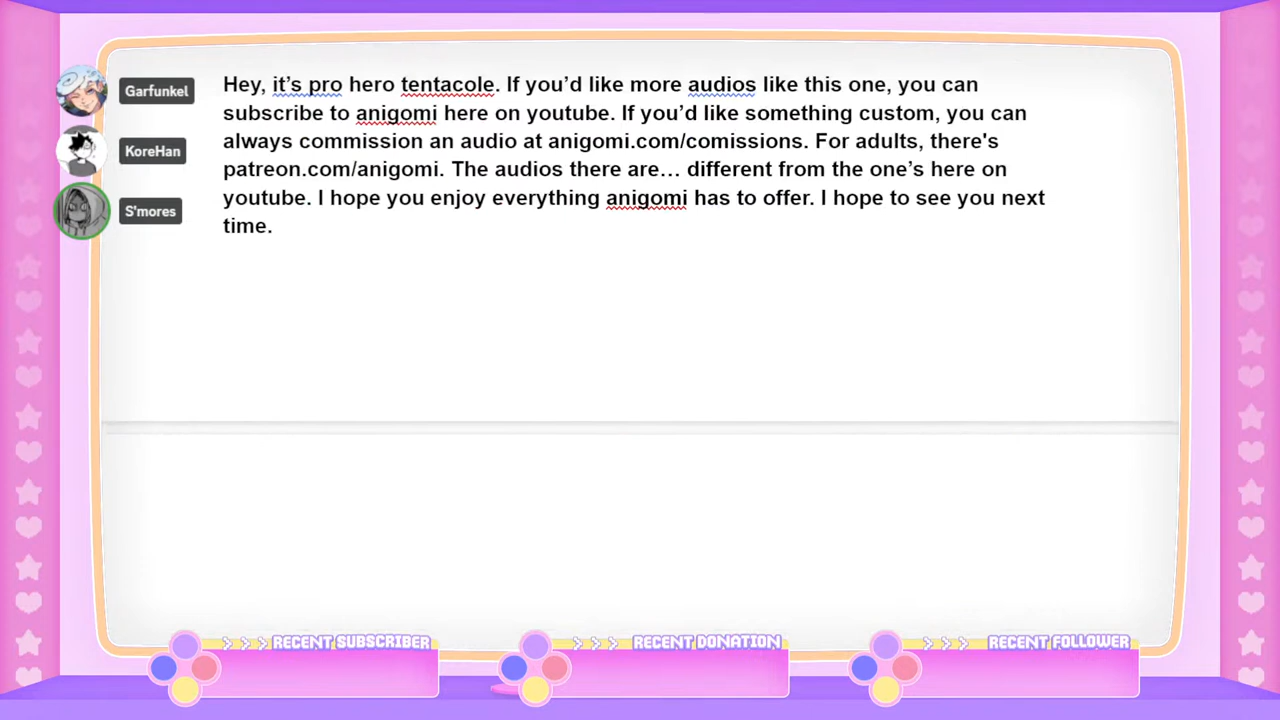 Garfunkel
KoreHan
S'mores
Hey, it’s pro hero tentacole. If you’d like more audios like this one, you can
subscribe to anigomi here on youtube. If you’d like something custom, you can
always commission an audio at anigomi.com/comissions. For adults, there's
patreon.com/anigomi. The audios there are… different from the one’s here on
youtube. I hope you enjoy everything anigomi has to offer. I hope to see you next
time.
> > > RECENT SUBSCRIBER
> > > RECENT DONATION
> > > RECENT FOLLOWER